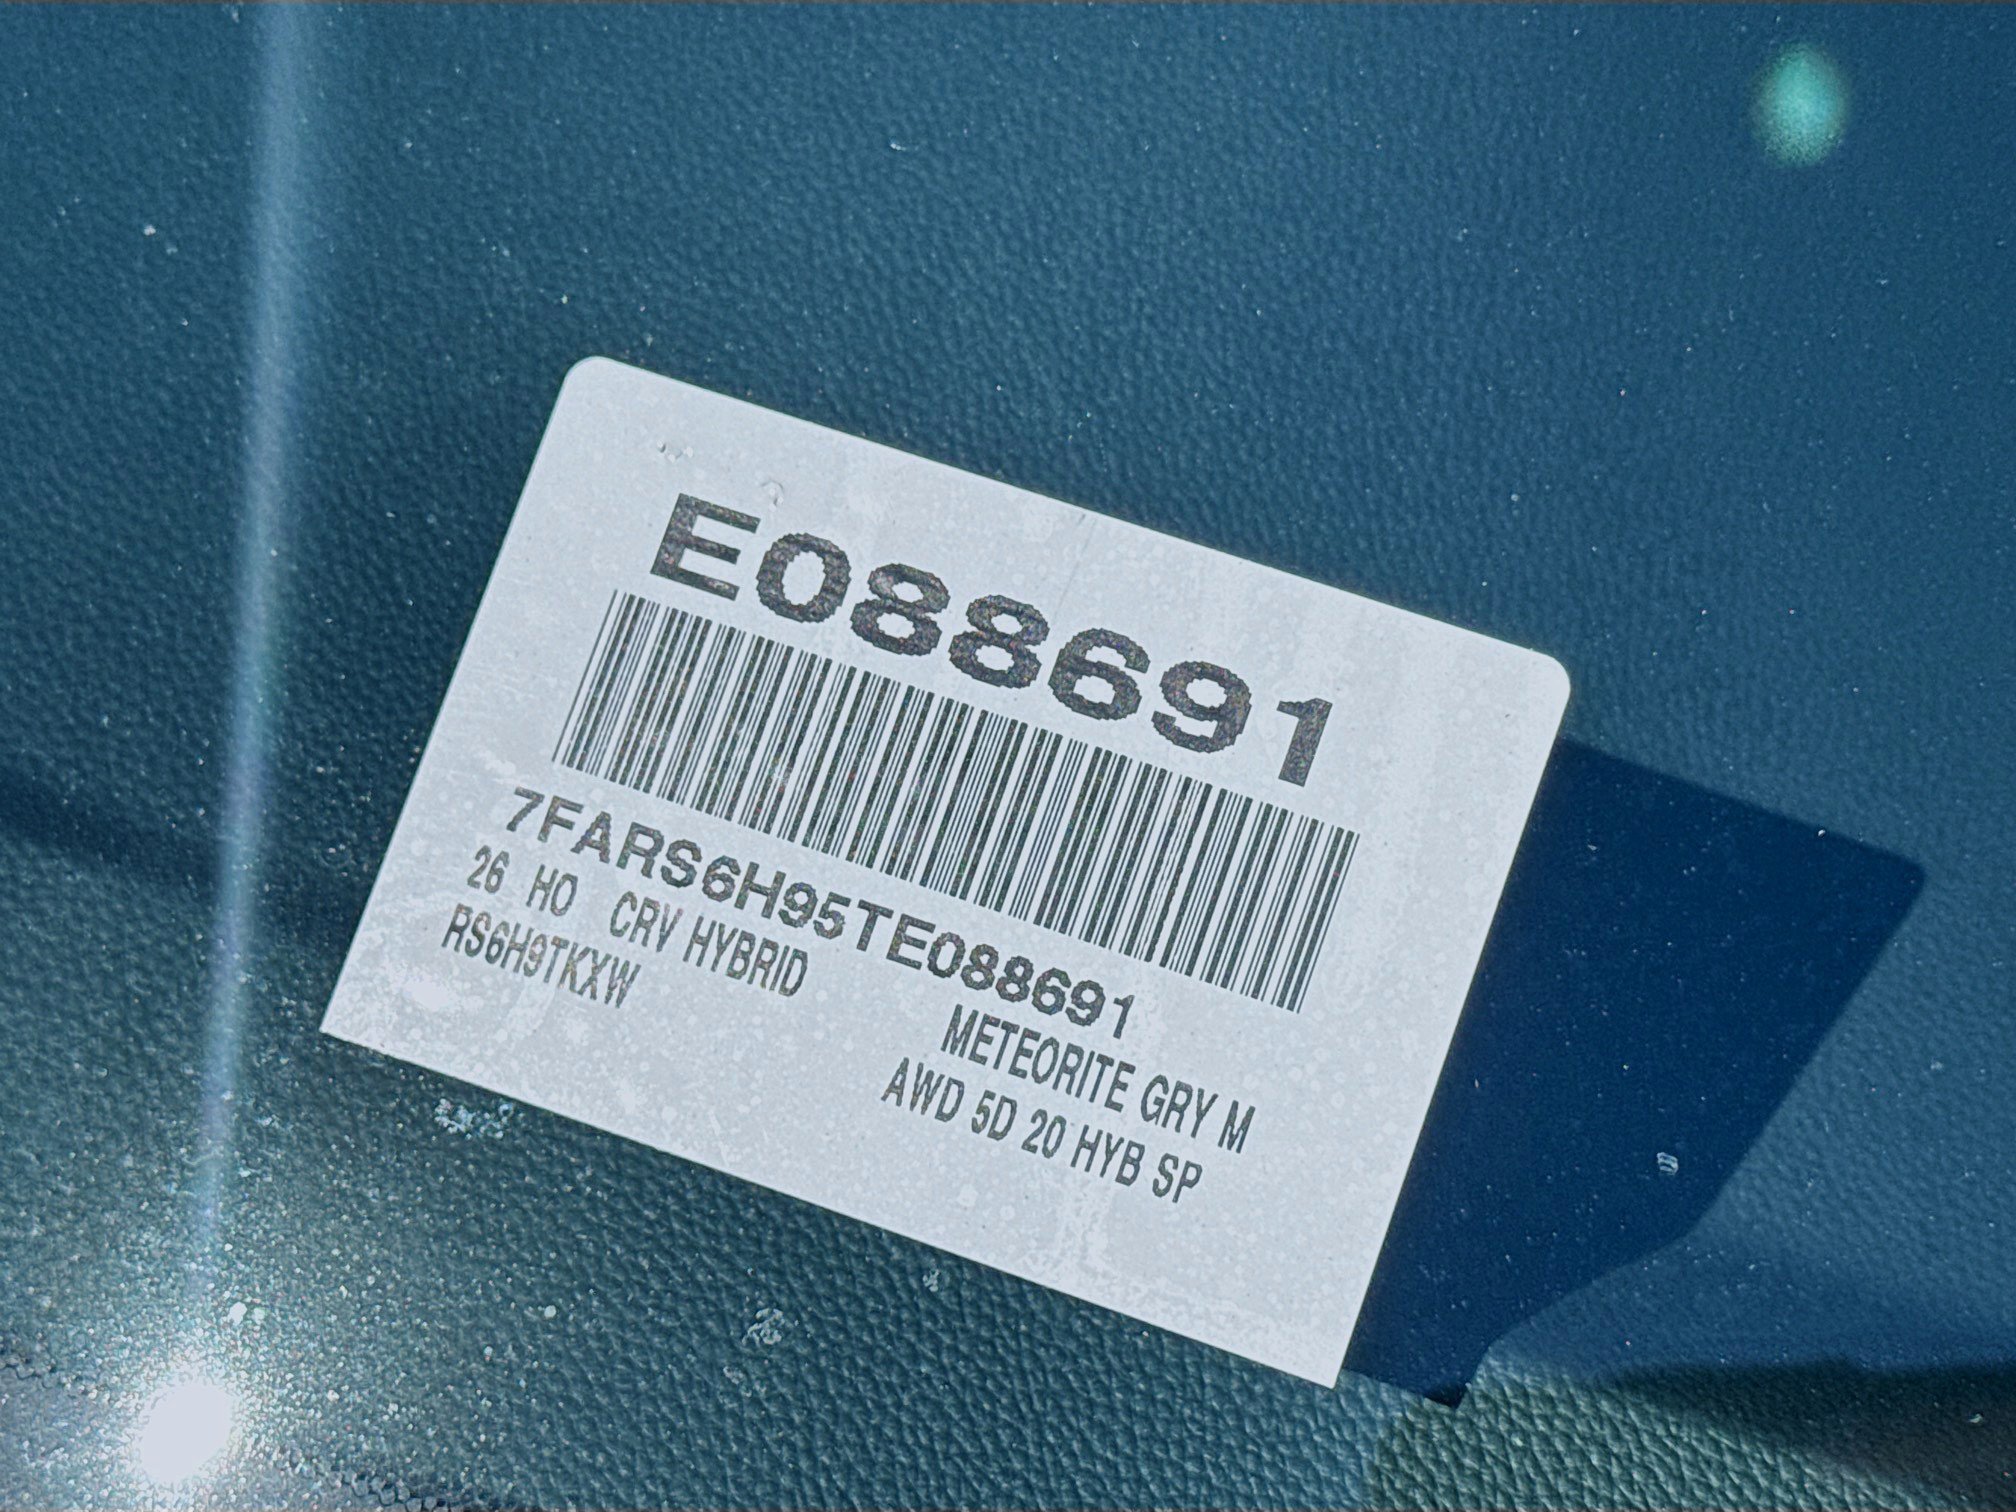 E088691
7FARS6H95TE088691
26 HO CRV HYBRID METEORITE GRY M
RS6H9TKXW AWD 5D 20 HYB SP